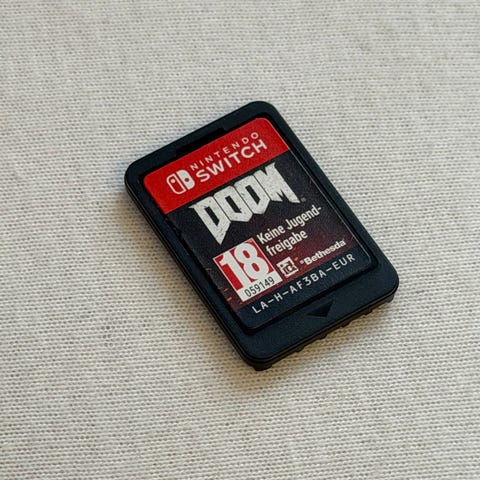 NINTENDO
SWITCH
DOOM
18
Keine Jugend-
freigabe
059149
id
Bethesda
LA-H-AF3BA-EUR